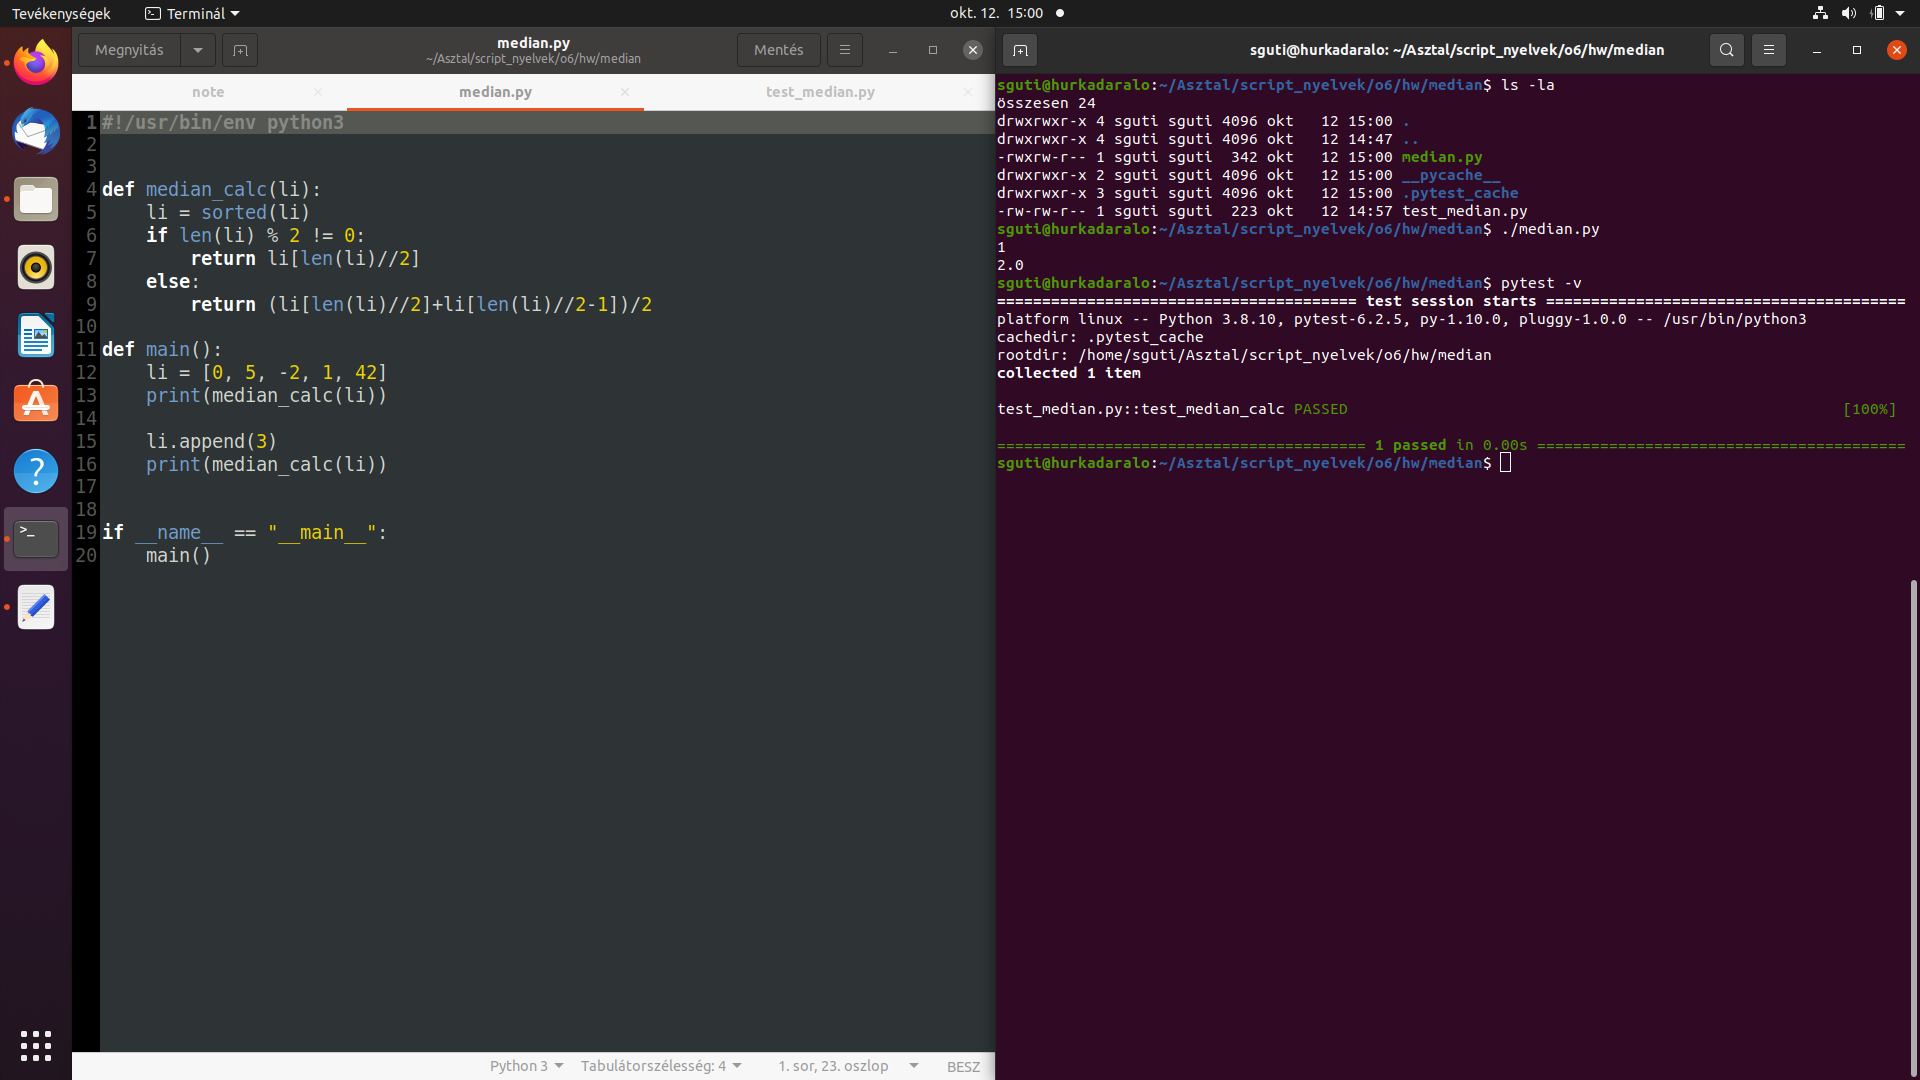 Tevékenységek
Terminál
okt. 12.  15:00
Megnyitás
median.py
~/Asztal/script_nyelvek/o6/hw/median
Mentés
note
median.py
test_median.py
1 #!/usr/bin/env python3
2
3
4 def median_calc(li):
5     li = sorted(li)
6     if len(li) % 2 != 0:
7         return li[len(li)//2]
8     else:
9         return (li[len(li)//2]+li[len(li)//2-1])/2
10
11 def main():
12     li = [0, 5, -2, 1, 42]
13     print(median_calc(li))
14
15     li.append(3)
16     print(median_calc(li))
17
18
19 if __name__ == "__main__":
20     main()
Python 3
Tabulátorszélesség: 4
1. sor, 23. oszlop
BESZ
sguti@hurkadaralo: ~/Asztal/script_nyelvek/o6/hw/median
sguti@hurkadaralo:~/Asztal/script_nyelvek/o6/hw/median$ ls -la
összesen 24
drwxrwxr-x 4 sguti sguti 4096 okt   12 15:00 .
drwxrwxr-x 4 sguti sguti 4096 okt   12 14:47 ..
-rwxrw-r-- 1 sguti sguti  342 okt   12 15:00 median.py
drwxrwxr-x 2 sguti sguti 4096 okt   12 15:00 __pycache__
drwxrwxr-x 3 sguti sguti 4096 okt   12 15:00 .pytest_cache
-rw-rw-r-- 1 sguti sguti  223 okt   12 14:57 test_median.py
sguti@hurkadaralo:~/Asztal/script_nyelvek/o6/hw/median$ ./median.py
1
2.0
sguti@hurkadaralo:~/Asztal/script_nyelvek/o6/hw/median$ pytest -v
======================================== test session starts ========================================
platform linux -- Python 3.8.10, pytest-6.2.5, py-1.10.0, pluggy-1.0.0 -- /usr/bin/python3
cachedir: .pytest_cache
rootdir: /home/sguti/Asztal/script_nyelvek/o6/hw/median
collected 1 item
test_median.py::test_median_calc PASSED [100%]
========================================= 1 passed in 0.00s =========================================
sguti@hurkadaralo:~/Asztal/script_nyelvek/o6/hw/median$